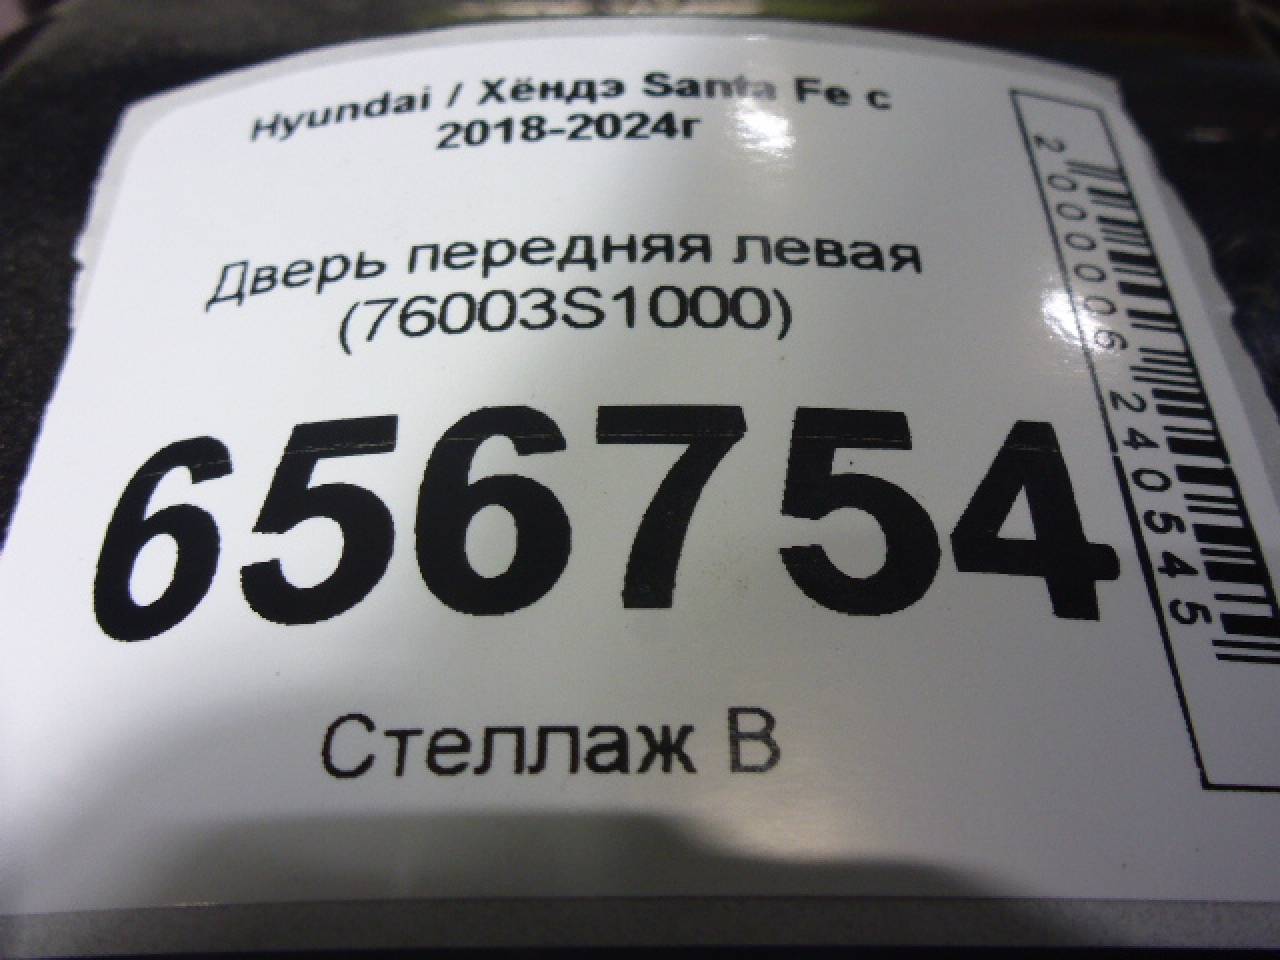 Hyundai / Хёндэ Santa Fe с
2018-2024г
Дверь передняя левая
(76003S1000)
656754
Стеллаж B
2000006240545